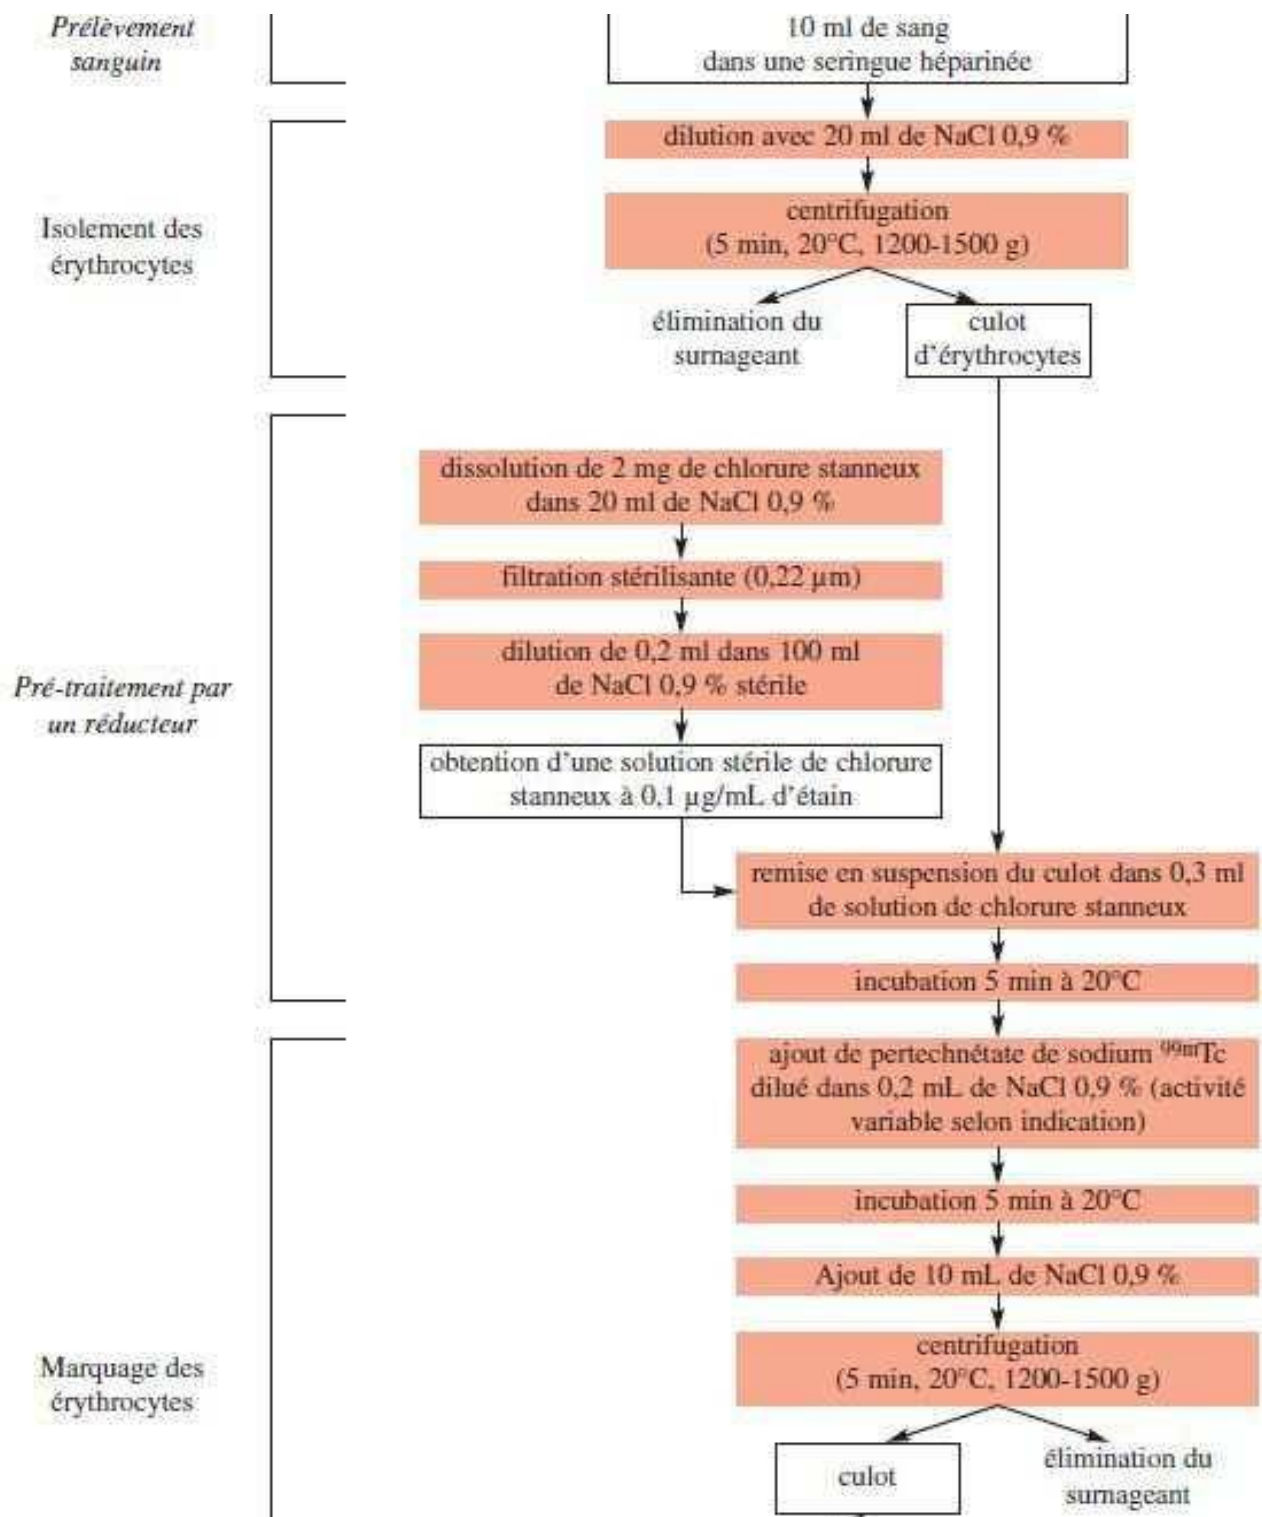 Prélèvement
sanguin
10 ml de sang
dans une seringue héparinée
Isolement des
érythrocytes
dilution avec 20 ml de NaCl 0,9 %
centrifugation
(5 min, 20°C, 1200-1500 g)
élimination du
surnageant
culot
d'érythrocytes
Pré-traitement par
un réducteur
dissolution de 2 mg de chlorure stanneux
dans 20 ml de NaCl 0,9 %
filtration stérilisante (0,22 µm)
dilution de 0,2 ml dans 100 ml
de NaCl 0,9 % stérile
obtention d'une solution stérile de chlorure
stanneux à 0,1 µg/mL d'étain
remise en suspension du culot dans 0,3 ml
de solution de chlorure stanneux
incubation 5 min à 20°C
Marquage des
érythrocytes
ajout de pertechnétate de sodium ⁹⁹ᵐTc
dilué dans 0,2 mL de NaCl 0,9 % (activité
variable selon indication)
incubation 5 min à 20°C
Ajout de 10 mL de NaCl 0,9 %
centrifugation
(5 min, 20°C, 1200-1500 g)
culot
élimination du
surnageant